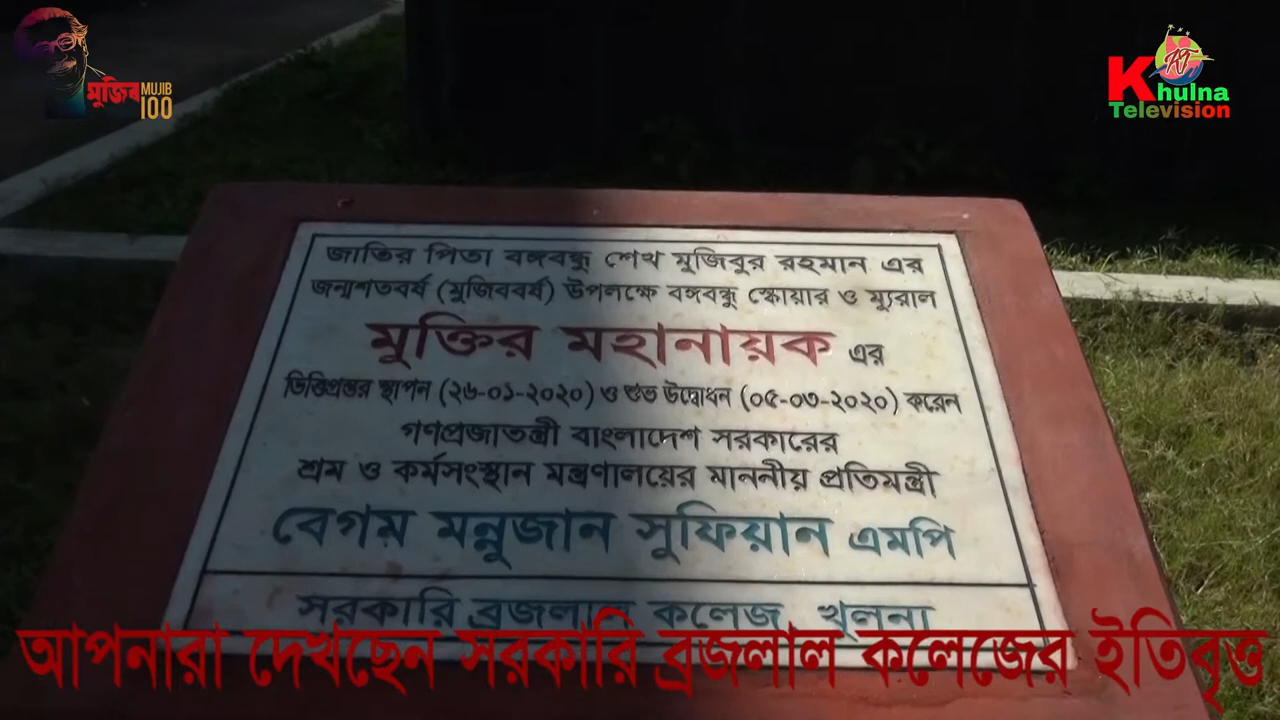 মুজিব MUJIB 100
Khulna
Television
জাতির পিতা বঙ্গবন্ধু শেখ মুজিবুর রহমান এর
জন্মশতবর্ষ (মুজিববর্ষ) উপলক্ষে বঙ্গবন্ধু স্কোয়ার ও ম্যুরাল
মুক্তির মহানায়ক এর
ভিত্তিপ্রস্তর স্থাপন (২৬-০১-২০২০) ও শুভ উদ্বোধন (০৫-০৩-২০২০) করেন
গণপ্রজাতন্ত্রী বাংলাদেশ সরকারের
শ্রম ও কর্মসংস্থান মন্ত্রণালয়ের মাননীয় প্রতিমন্ত্রী
বেগম মন্নুজান সুফিয়ান এমপি
সরকারি ব্রজলাল কলেজ, খুলনা
আপনারা দেখছেন সরকারি ব্রজলাল কলেজের ইতিবৃত্ত